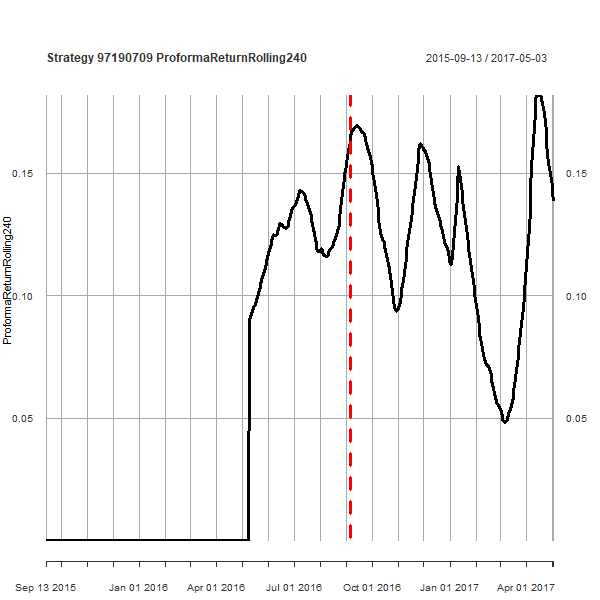 Strategy 97190709 ProformaReturnRolling240
2015-09-13 / 2017-05-03
ProformaReturnRolling240
0.15
0.15
0.10
0.10
0.05
0.05
Sep 13 2015
Jan 01 2016
Apr 01 2016
Jul 01 2016
Oct 01 2016
Jan 01 2017
Apr 01 2017